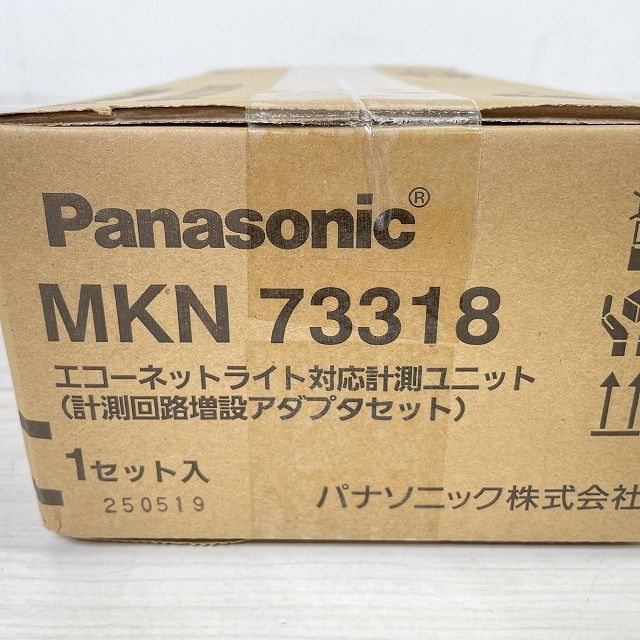 Panasonic®
MKN 73318
エコーネットライト対応計測ユニット
(計測回路増設アダプタセット)
1セット入
250519
パナソニック株式会社